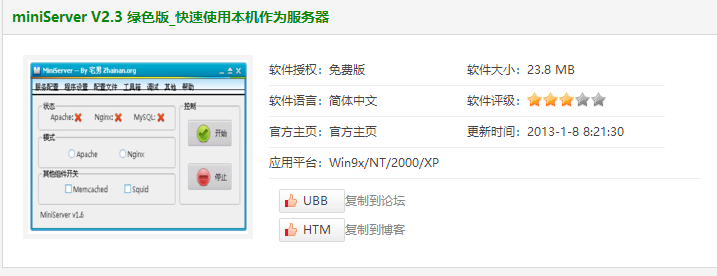 miniServer V2.3 绿色版_快速使用本机作为服务器
MiniServer -- By 宅男 Zhainan.org
服务配置 程序设置 配置文件 工具箱 调试 其他 帮助
状态
Apache: Nginx: MySQL:
控制
开始
停止
模式
Apache Nginx
其他组件开关
Memcached Squid
MiniServer v1.6
软件授权：免费版 软件大小：23.8 MB
软件语言：简体中文 软件评级：
官方主页：官方主页 更新时间：2013-1-8 8:21:30
应用平台：Win9x/NT/2000/XP
UBB 复制到论坛
HTM 复制到博客